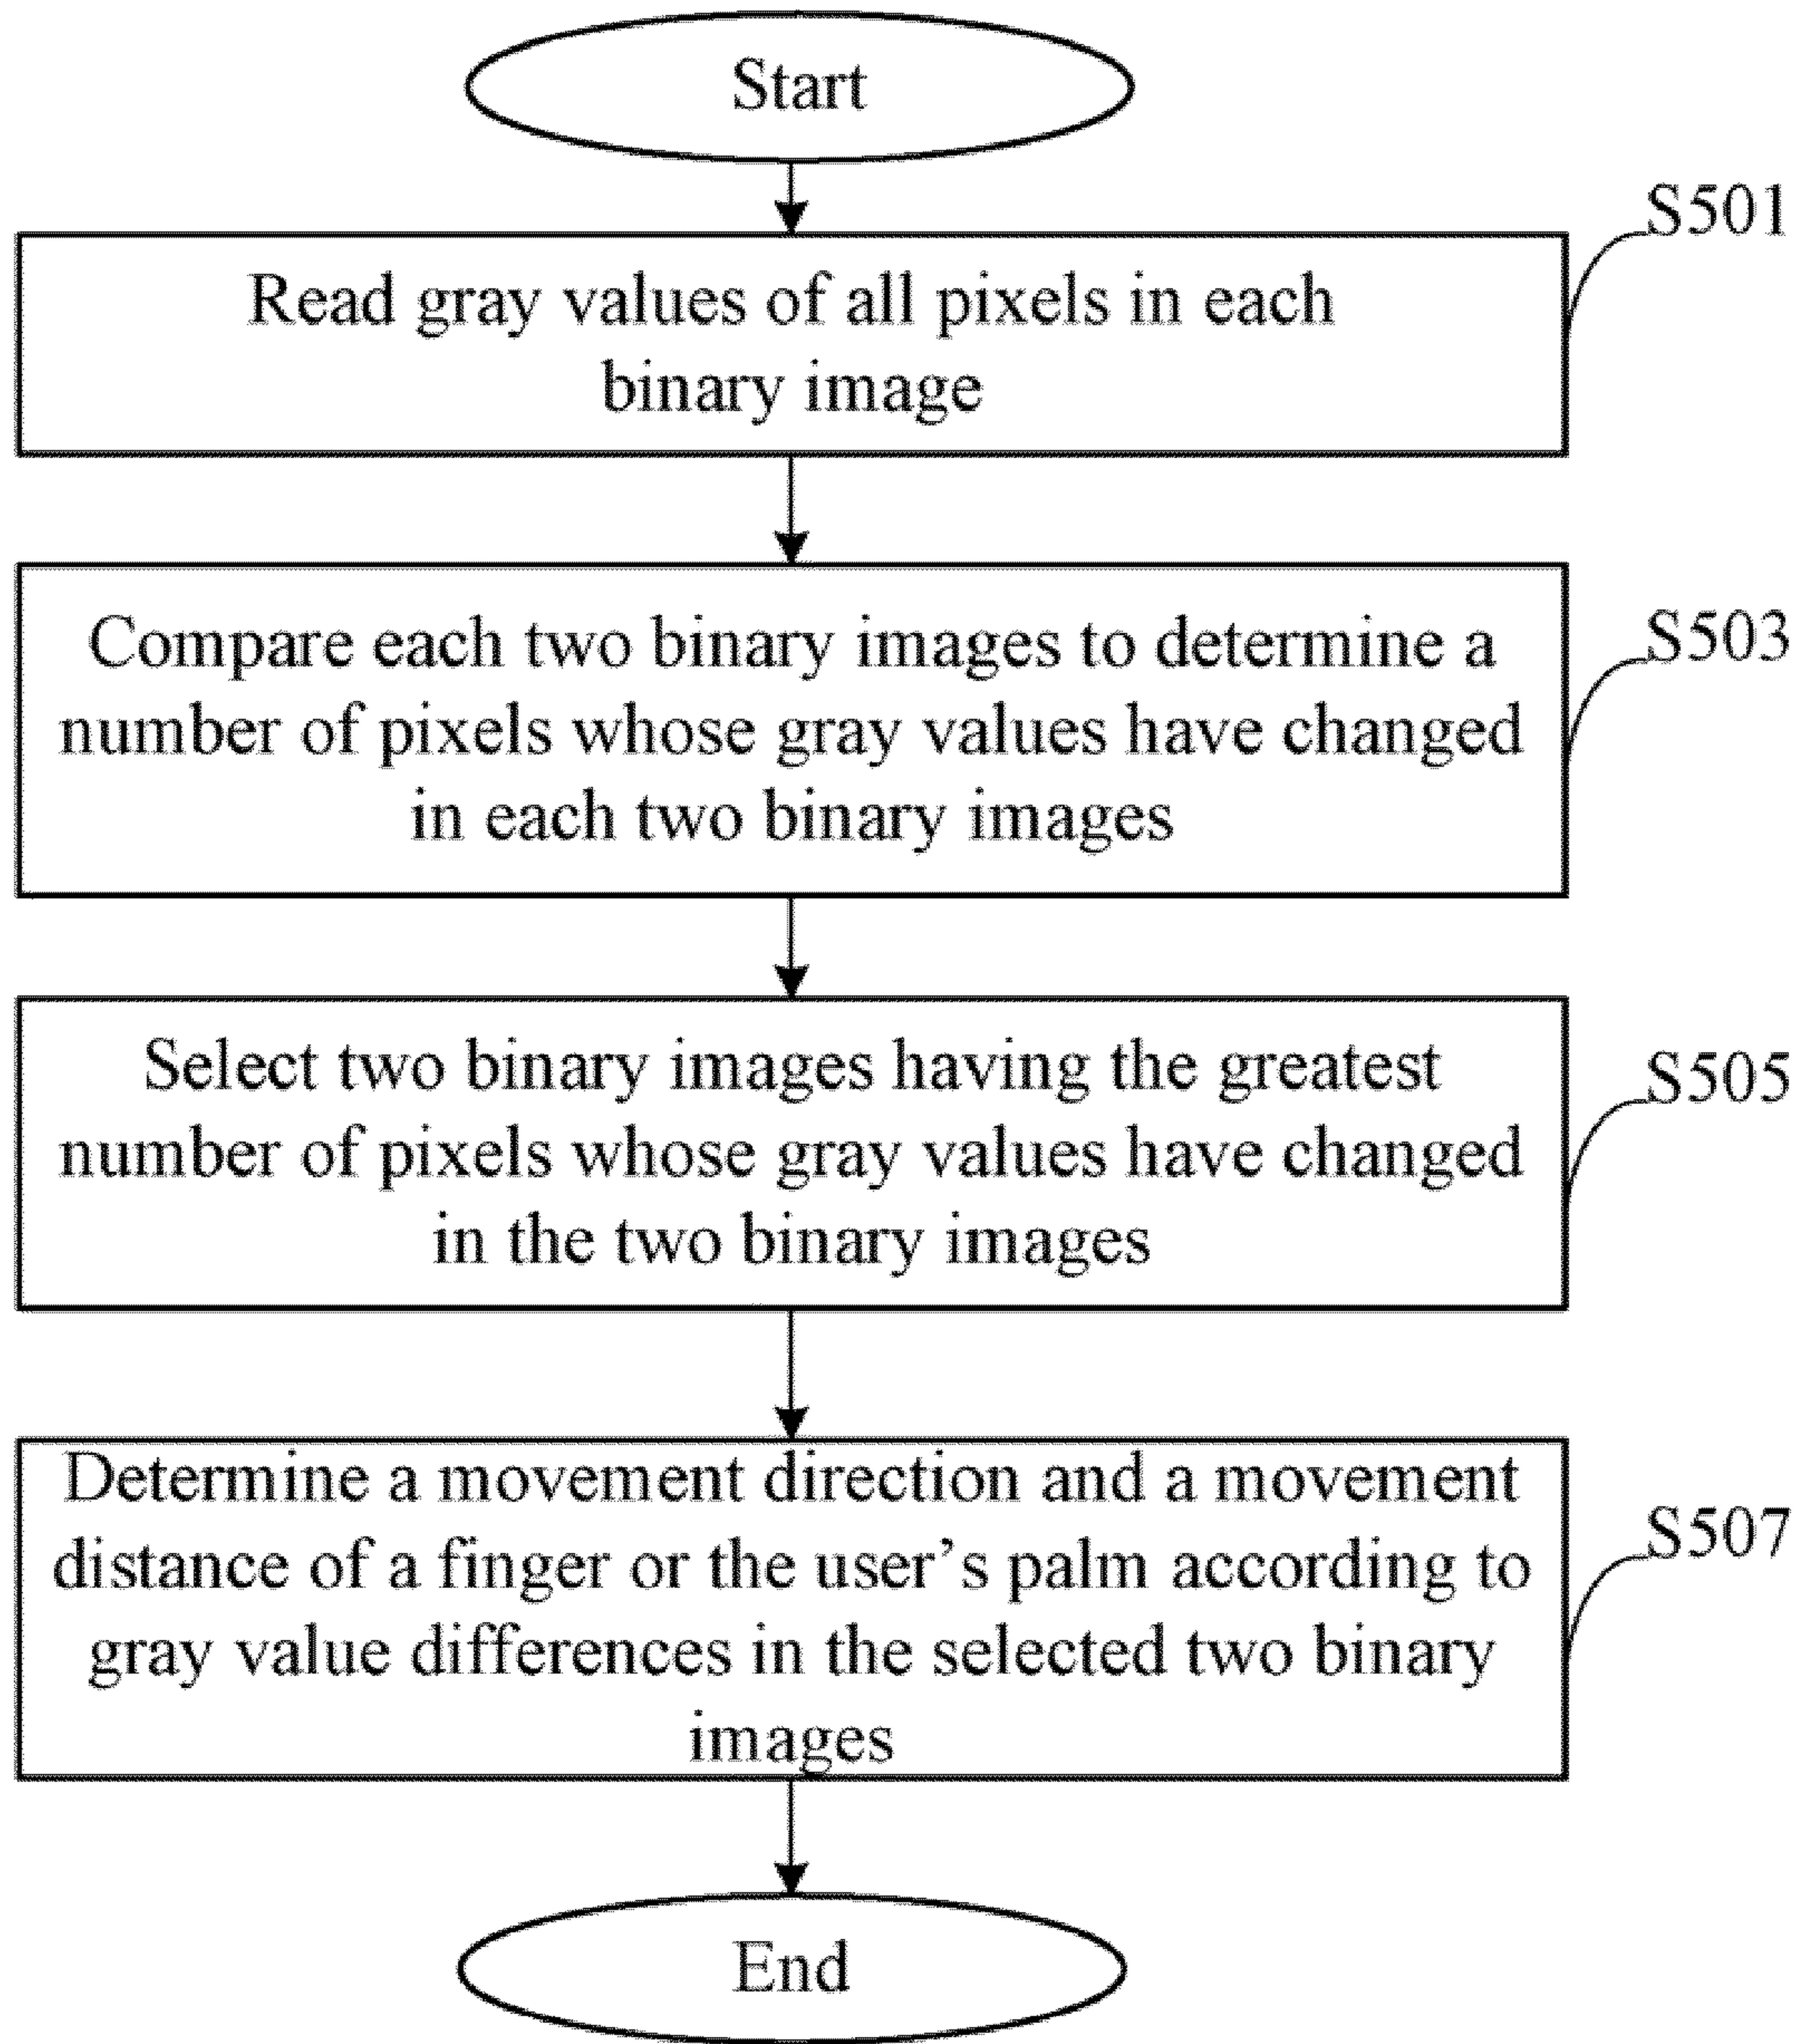 Start
S501
Read gray values of all pixels in each
binary image
S503
Compare each two binary images to determine a
number of pixels whose gray values have changed
in each two binary images
S505
Select two binary images having the greatest
number of pixels whose gray values have changed
in the two binary images
S507
Determine a movement direction and a movement
distance of a finger or the user’s palm according to
gray value differences in the selected two binary
images
End